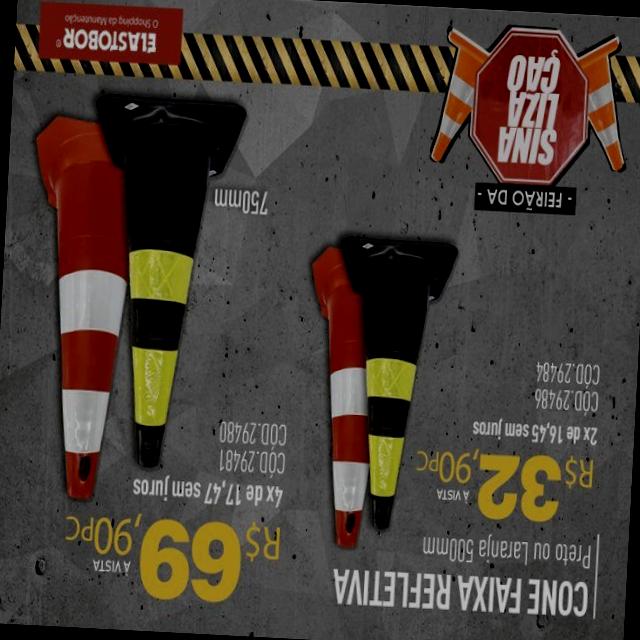 CONE FAIXA REFLETIVA
Preto ou Laranja 500mm
R$ 32,90PC
À VISTA
2x de 16,45 sem juros
CÓD.29486
CÓD.29484
R$ 69,90PC
À VISTA
4x de 17,47 sem juros
CÓD.29481
CÓD.29480
750mm
- FEIRÃO DA -
SINA
LIZA
ÇÃO
ELASTOBOR®
O Shopping da Manutenção